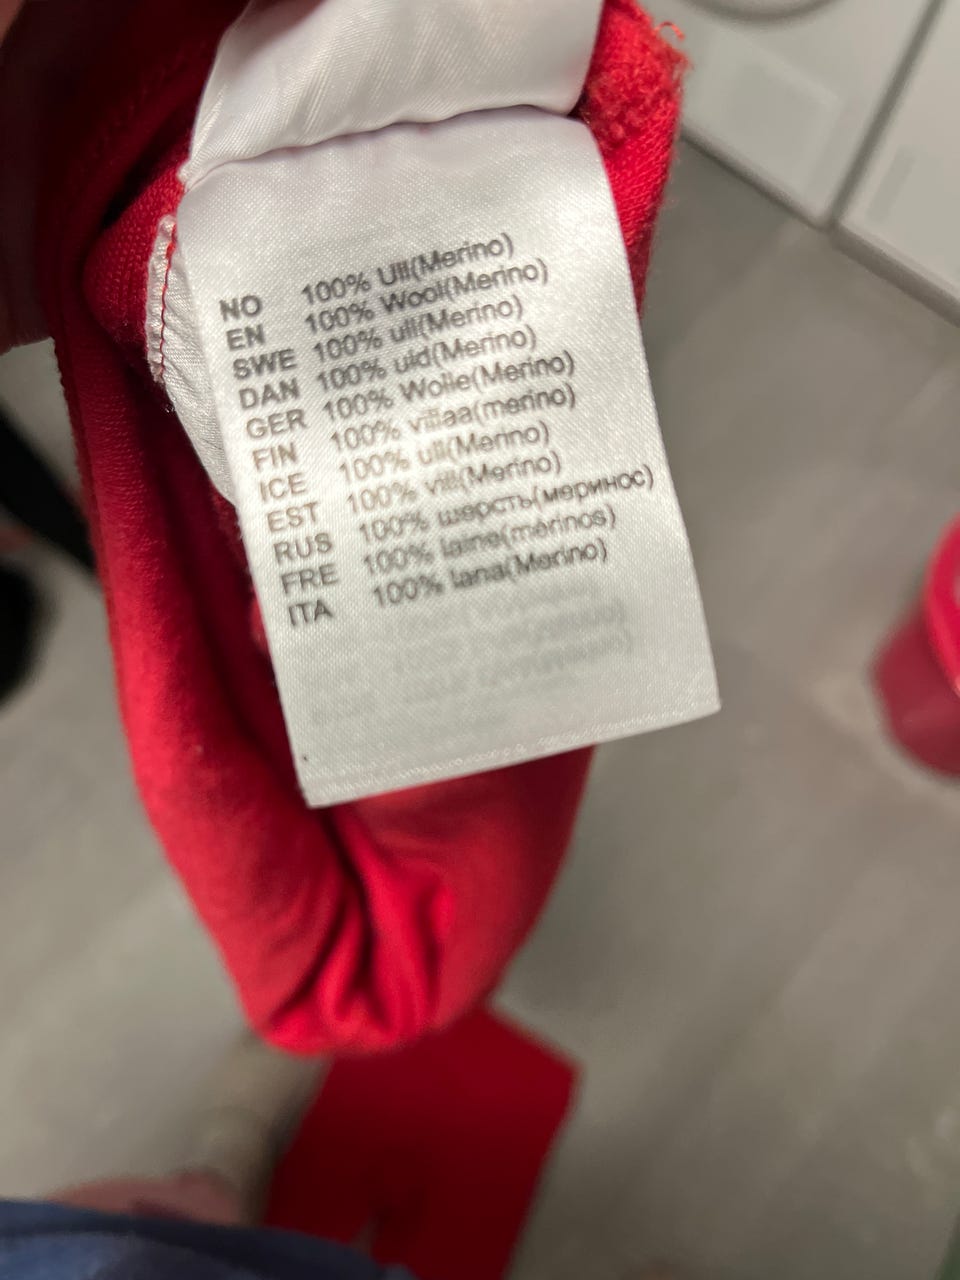 NO 100% Ull(Merino)
EN 100% Wool(Merino)
SWE 100% ull(Merino)
DAN 100% uld(Merino)
GER 100% Wolle(Merino)
FIN 100% villaa(merino)
ICE 100% ull(Merino)
EST 100% vill(Merino)
RUS 100% шерсть(меринос)
FRE 100% laine(mérinos)
ITA 100% lana(Merino)